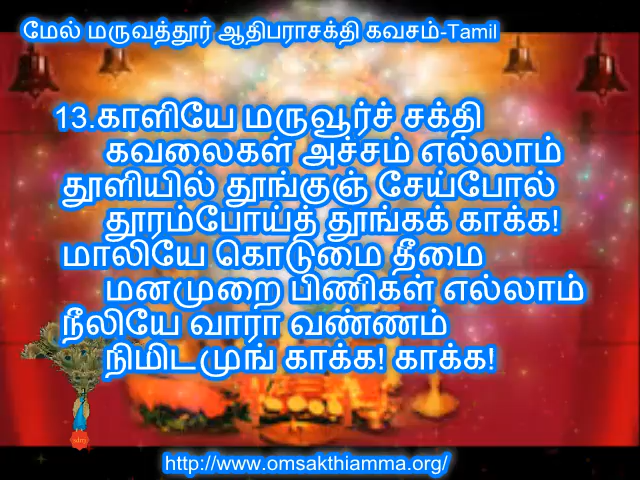 மேல் மருவத்தூர் ஆதிபராசக்தி கவசம்-Tamil
13.காளியே மருவூர்ச் சக்தி
கவலைகள் அச்சம் எல்லாம்
தூளியில் தூங்குஞ் சேய்போல்
தூரம்போய்த் தூங்கக் காக்க!
மாலியே கொடுமை தீமை
மனமுறை பிணிகள் எல்லாம்
நீலியே வாரா வண்ணம்
நிமிடமுங் காக்க! காக்க!
http://www.omsakthiamma.org/